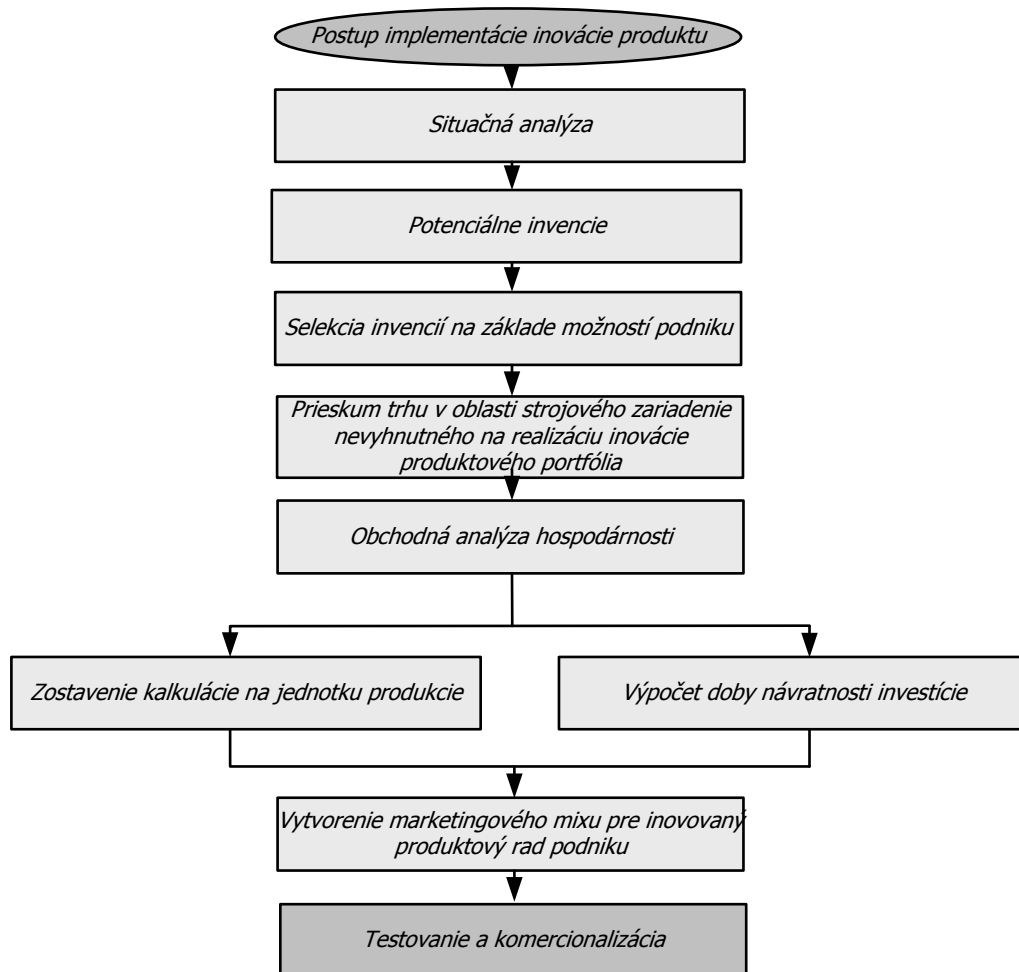 Postup implementácie inovácie produktu
Situačná analýza
Potenciálne invencie
Selekcia invencií na základe možností podniku
Prieskum trhu v oblasti strojového zariadenie
nevyhnutného na realizáciu inovácie
produktového portfólia
Obchodná analýza hospodárnosti
Zostavenie kalkulácie na jednotku produkcie
Výpočet doby návratnosti investície
Vytvorenie marketingového mixu pre inovovaný
produktový rad podniku
Testovanie a komercionalizácia